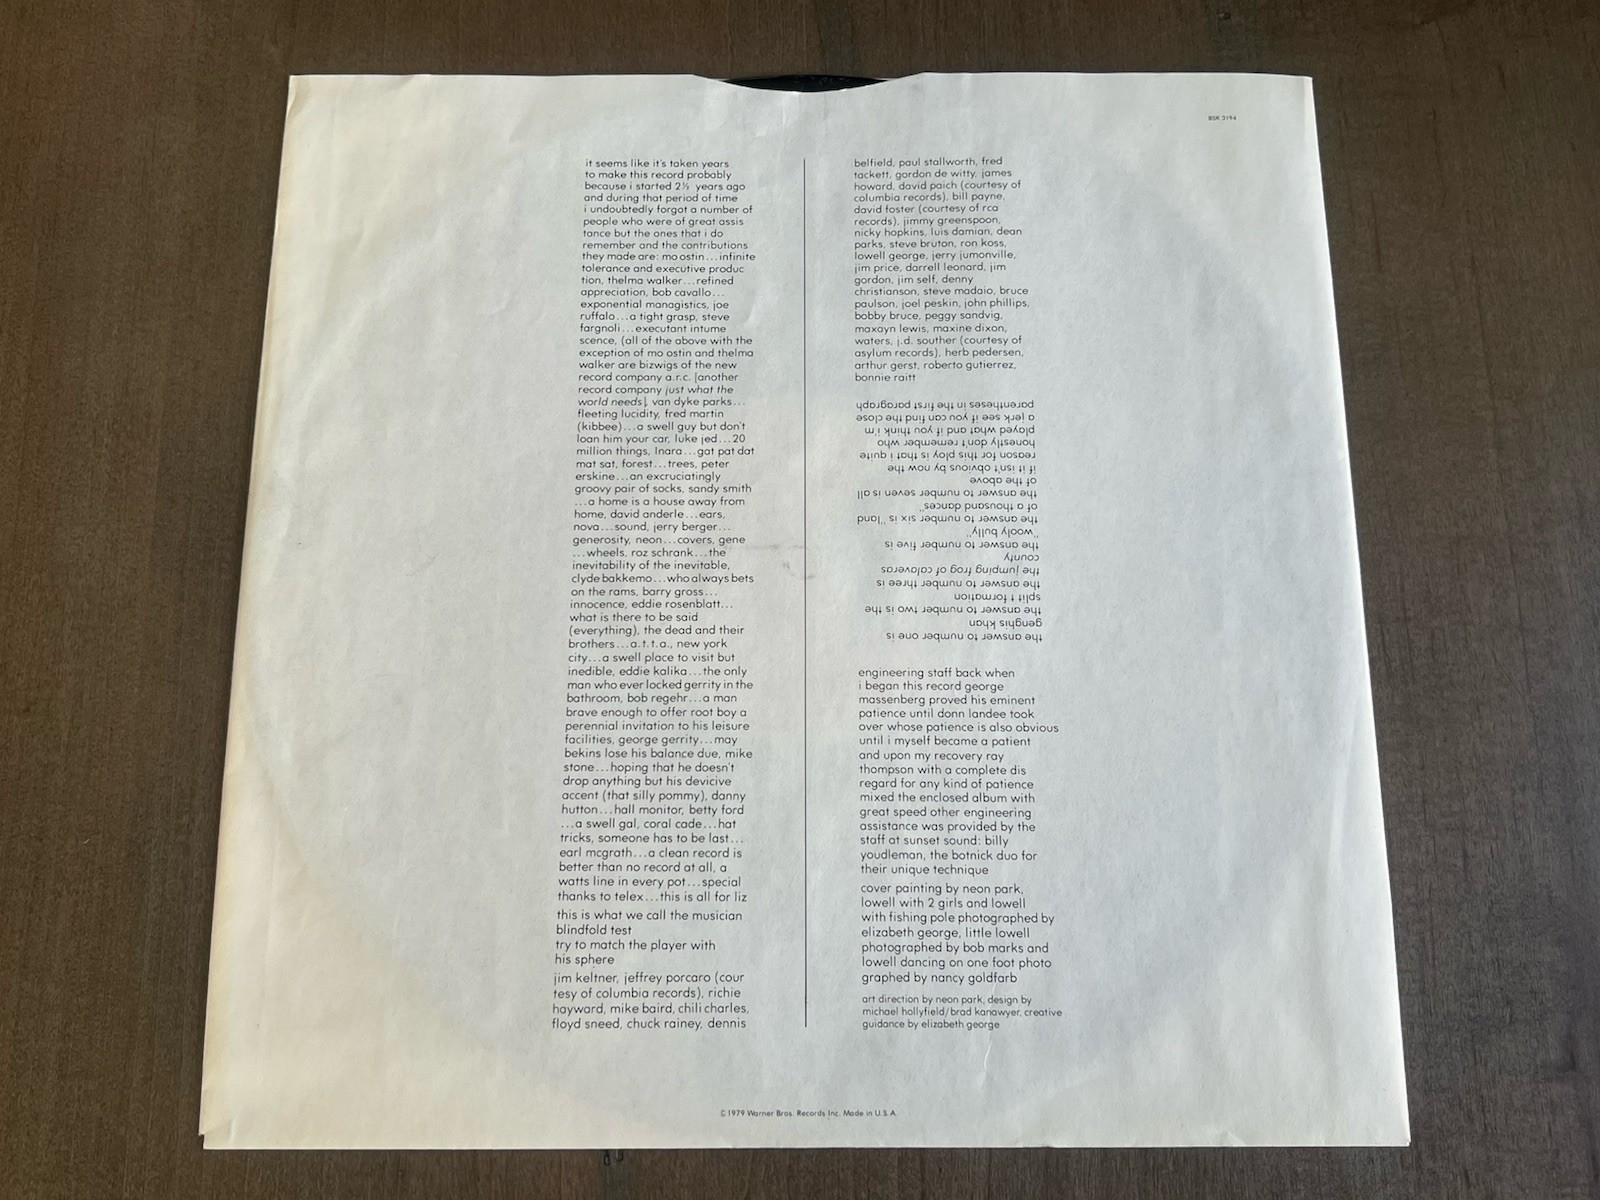 BSK 3194
it seems like it's taken years
to make this record probably
because i started 2½ years ago
and during that period of time
i undoubtedly forgot a number of
people who were of great assis
tance but the ones that i do
remember and the contributions
they made are: mo ostin...infinite
tolerance and executive produc
tion, thelma walker...refined
appreciation, bob cavallo...
exponential managistics, joe
ruffalo...a tight grasp, steve
fargnoli...executant intume
scence, (all of the above with the
exception of mo ostin and thelma
walker are bizwigs of the new
record company a.r.c. [another
record company just what the
world needs], van dyke parks...
fleeting lucidity, fred martin
(kibbee)...a swell guy but don't
loan him your car, luke jed...20
million things, Inara...gat pat dat
mat sat, forest...trees, peter
erskine...an excruciatingly
groovy pair of socks, sandy smith
...a home is a house away from
home, david anderle...ears,
nova...sound, jerry berger...
generosity, neon...covers, gene
...wheels, roz schrank...the
inevitability of the inevitable,
clyde bakkemo...who always bets
on the rams, barry gross...
innocence, eddie rosenblatt...
what is there to be said
(everything), the dead and their
brothers...a.t.t.a., new york
city...a swell place to visit but
inedible, eddie kalika...the only
man who ever locked gerrity in the
bathroom, bob regehr...a man
brave enough to offer root boy a
perennial invitation to his leisure
facilities, george gerrity...may
bekins lose his balance due, mike
stone...hoping that he doesn't
drop anything but his devicive
accent (that silly pommy), danny
hutton...hall monitor, betty ford
...a swell gal, coral cade...hat
tricks, someone has to be last...
earl mcgrath...a clean record is
better than no record at all, a
watts line in every pot...special
thanks to telex...this is all for liz
this is what we call the musician
blindfold test
try to match the player with
his sphere
jim keltner, jeffrey porcaro (cour
tesy of columbia records), richie
hayward, mike baird, chili charles,
floyd sneed, chuck rainey, dennis
belfield, paul stallworth, fred
tackett, gordon de witty, james
howard, david paich (courtesy of
columbia records), bill payne,
david foster (courtesy of rca
records), jimmy greenspoon,
nicky hopkins, luis damian, dean
parks, steve bruton, ron koss,
lowell george, jerry jumonville,
jim price, darrell leonard, jim
gordon, jim self, denny
christianson, steve madaio, bruce
paulson, joel peskin, john phillips,
bobby bruce, peggy sandvig,
maxayn lewis, maxine dixon,
waters, j.d. souther (courtesy of
asylum records), herb pedersen,
arthur gerst, roberto gutierrez,
bonnie raitt
the answer to number one is
genghis khan
the answer to number two is the
split t formation
the answer to number three is
the jumping frog of calaveras
county
the answer to number five is
"wooly bully"
the answer to number six is "land
of a thousand dances"
the answer to number seven is all
of the above
if it isn't obvious by now the
reason for this ploy is that i quite
honestly don't remember who
played what and if you think i'm
a jerk see if you can find the close
parentheses in the first paragraph
engineering staff back when
i began this record george
massenberg proved his eminent
patience until donn landee took
over whose patience is also obvious
until i myself became a patient
and upon my recovery ray
thompson with a complete dis
regard for any kind of patience
mixed the enclosed album with
great speed other engineering
assistance was provided by the
staff at sunset sound: billy
youdleman, the botnick duo for
their unique technique
cover painting by neon park,
lowell with 2 girls and lowell
with fishing pole photographed by
elizabeth george, little lowell
photographed by bob marks and
lowell dancing on one foot photo
graphed by nancy goldfarb
art direction by neon park, design by
michael hollyfield/brad kanawyer, creative
guidance by elizabeth george
© 1979 Warner Bros. Records Inc. Made in U.S.A.